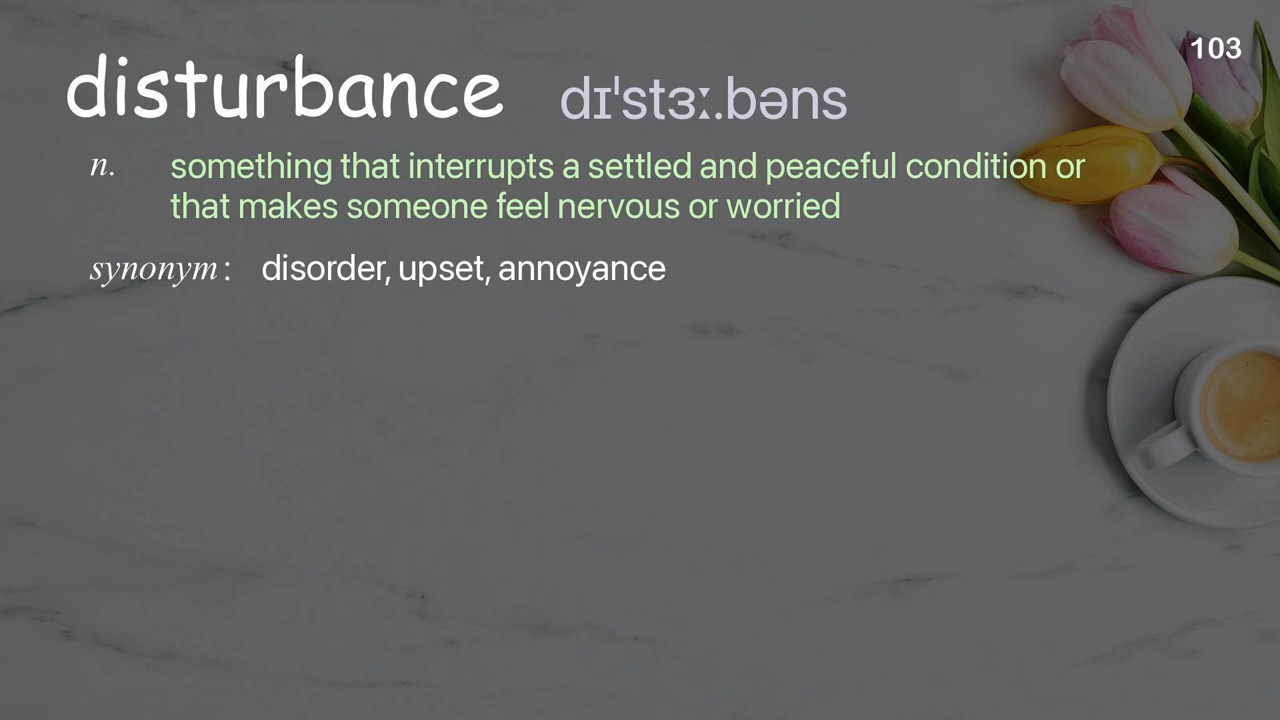 103
disturbance dɪˈstɜː.bəns
n. something that interrupts a settled and peaceful condition or
that makes someone feel nervous or worried
synonym: disorder, upset, annoyance